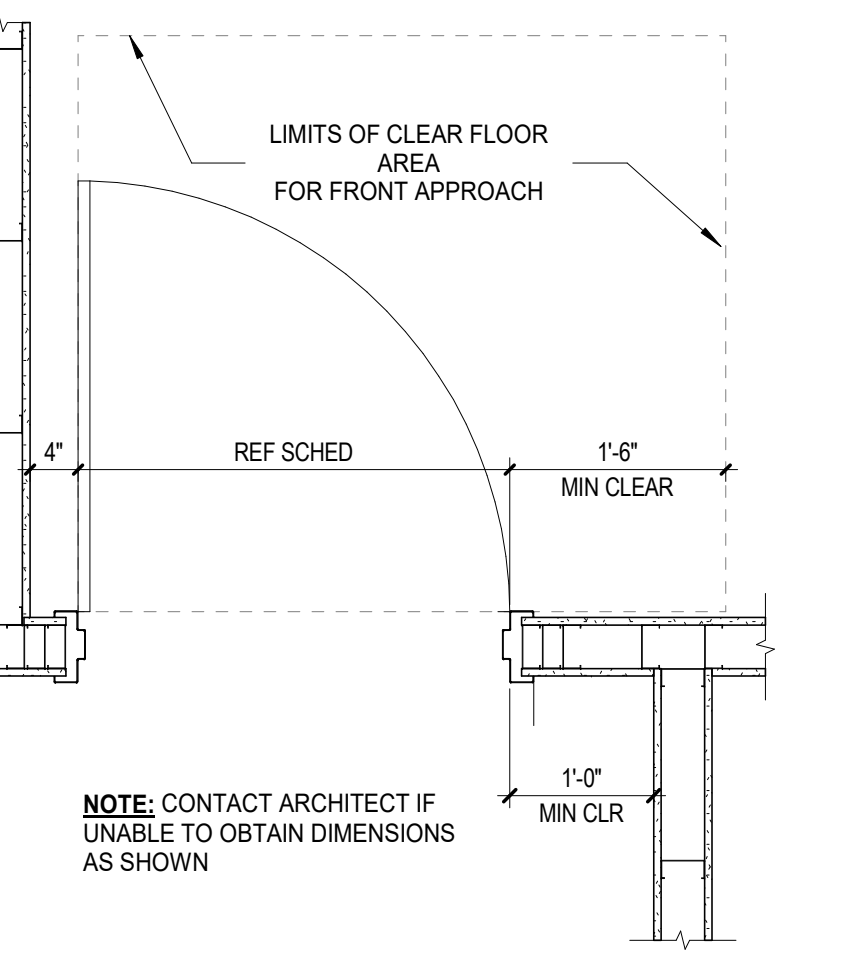 LIMITS OF CLEAR FLOOR
AREA
FOR FRONT APPROACH
4"
REF SCHED
1'-6"
MIN CLEAR
1'-0"
MIN CLR
NOTE: CONTACT ARCHITECT IF
UNABLE TO OBTAIN DIMENSIONS
AS SHOWN